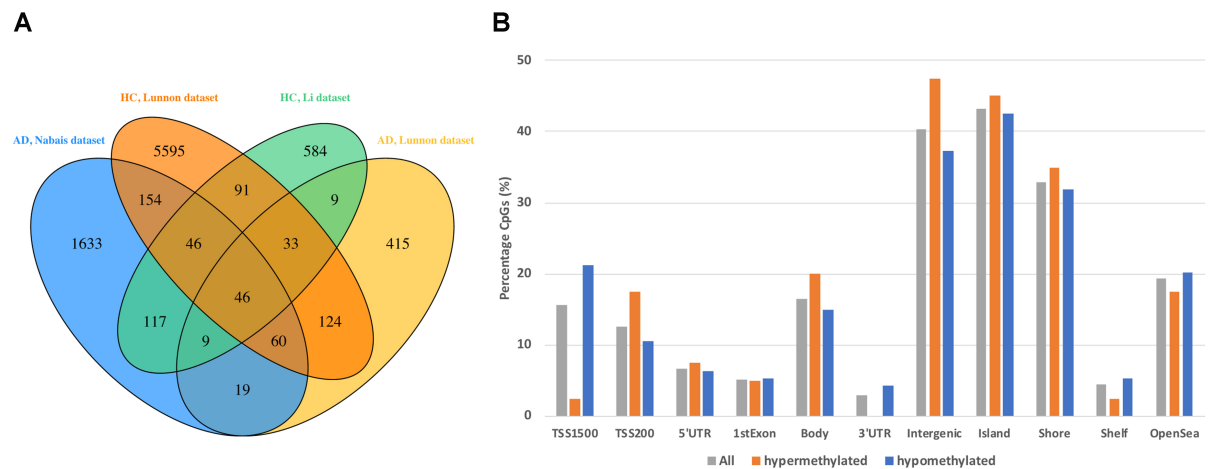 A
B
HC, Lunnon dataset
HC, Li dataset
AD, Nabais dataset
AD, Lunnon dataset
5595
584
154
91
9
1633
46
33
415
46
117
9
60
124
19
Percentage CpGs (%)
50
40
30
20
10
0
TSS1500 TSS200 5'UTR 1stExon Body 3'UTR Intergenic Island Shore Shelf OpenSea
All hypermethylated hypomethylated